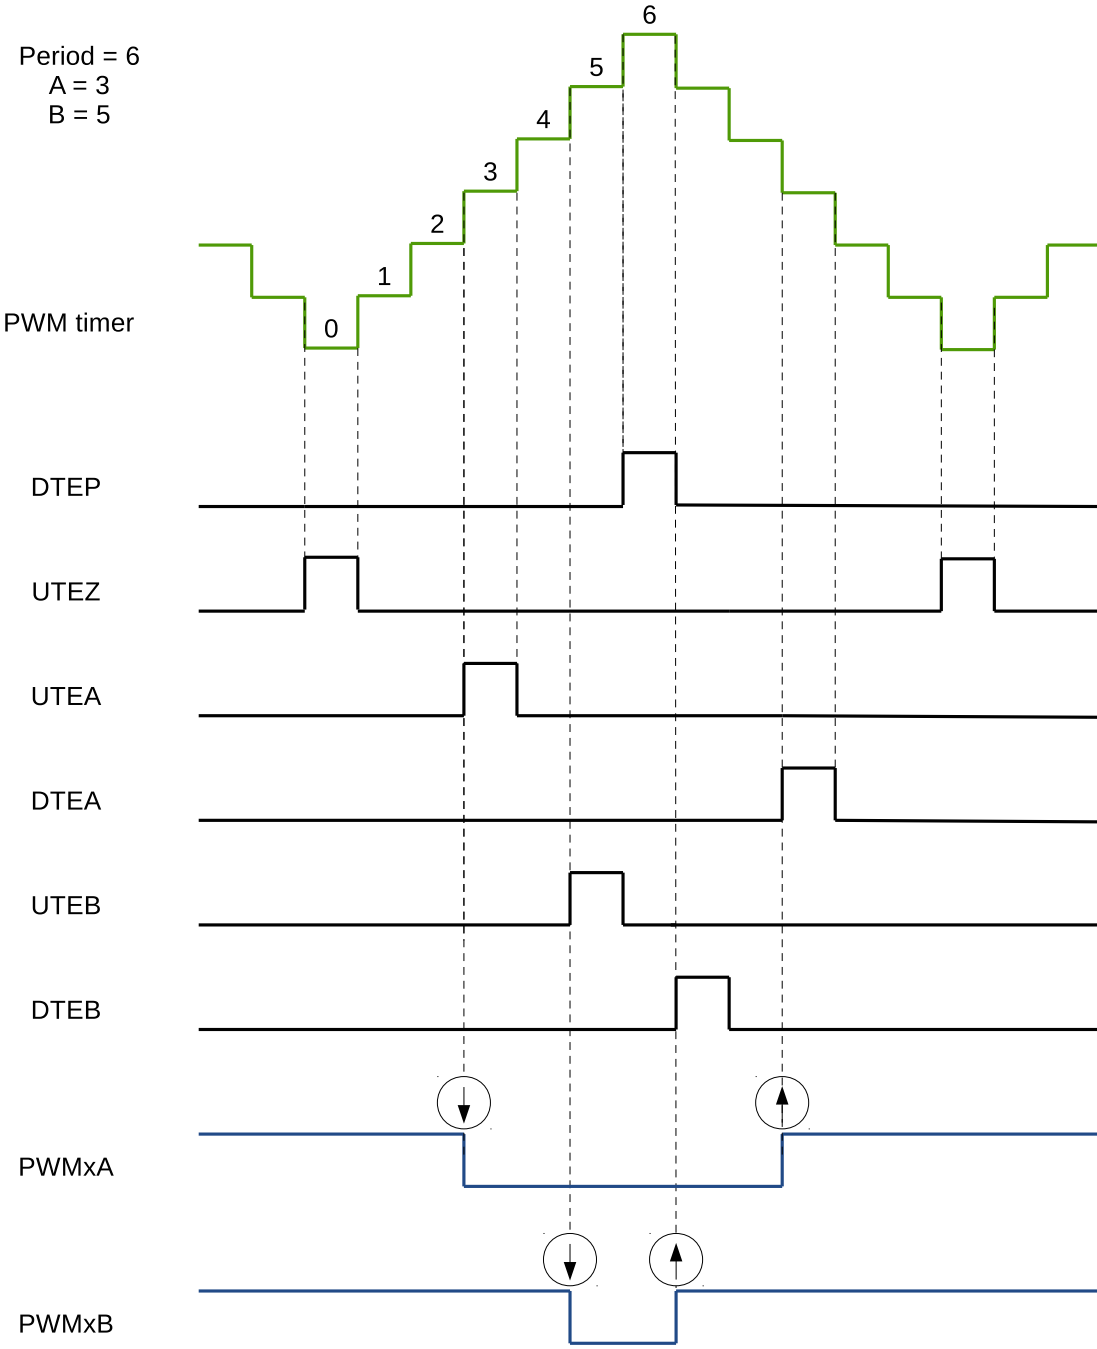 6
Period = 6
A = 3
B = 5
5
4
3
2
1
0
PWM timer
DTEP
UTEZ
UTEA
DTEA
UTEB
DTEB
PWMxA
PWMxB